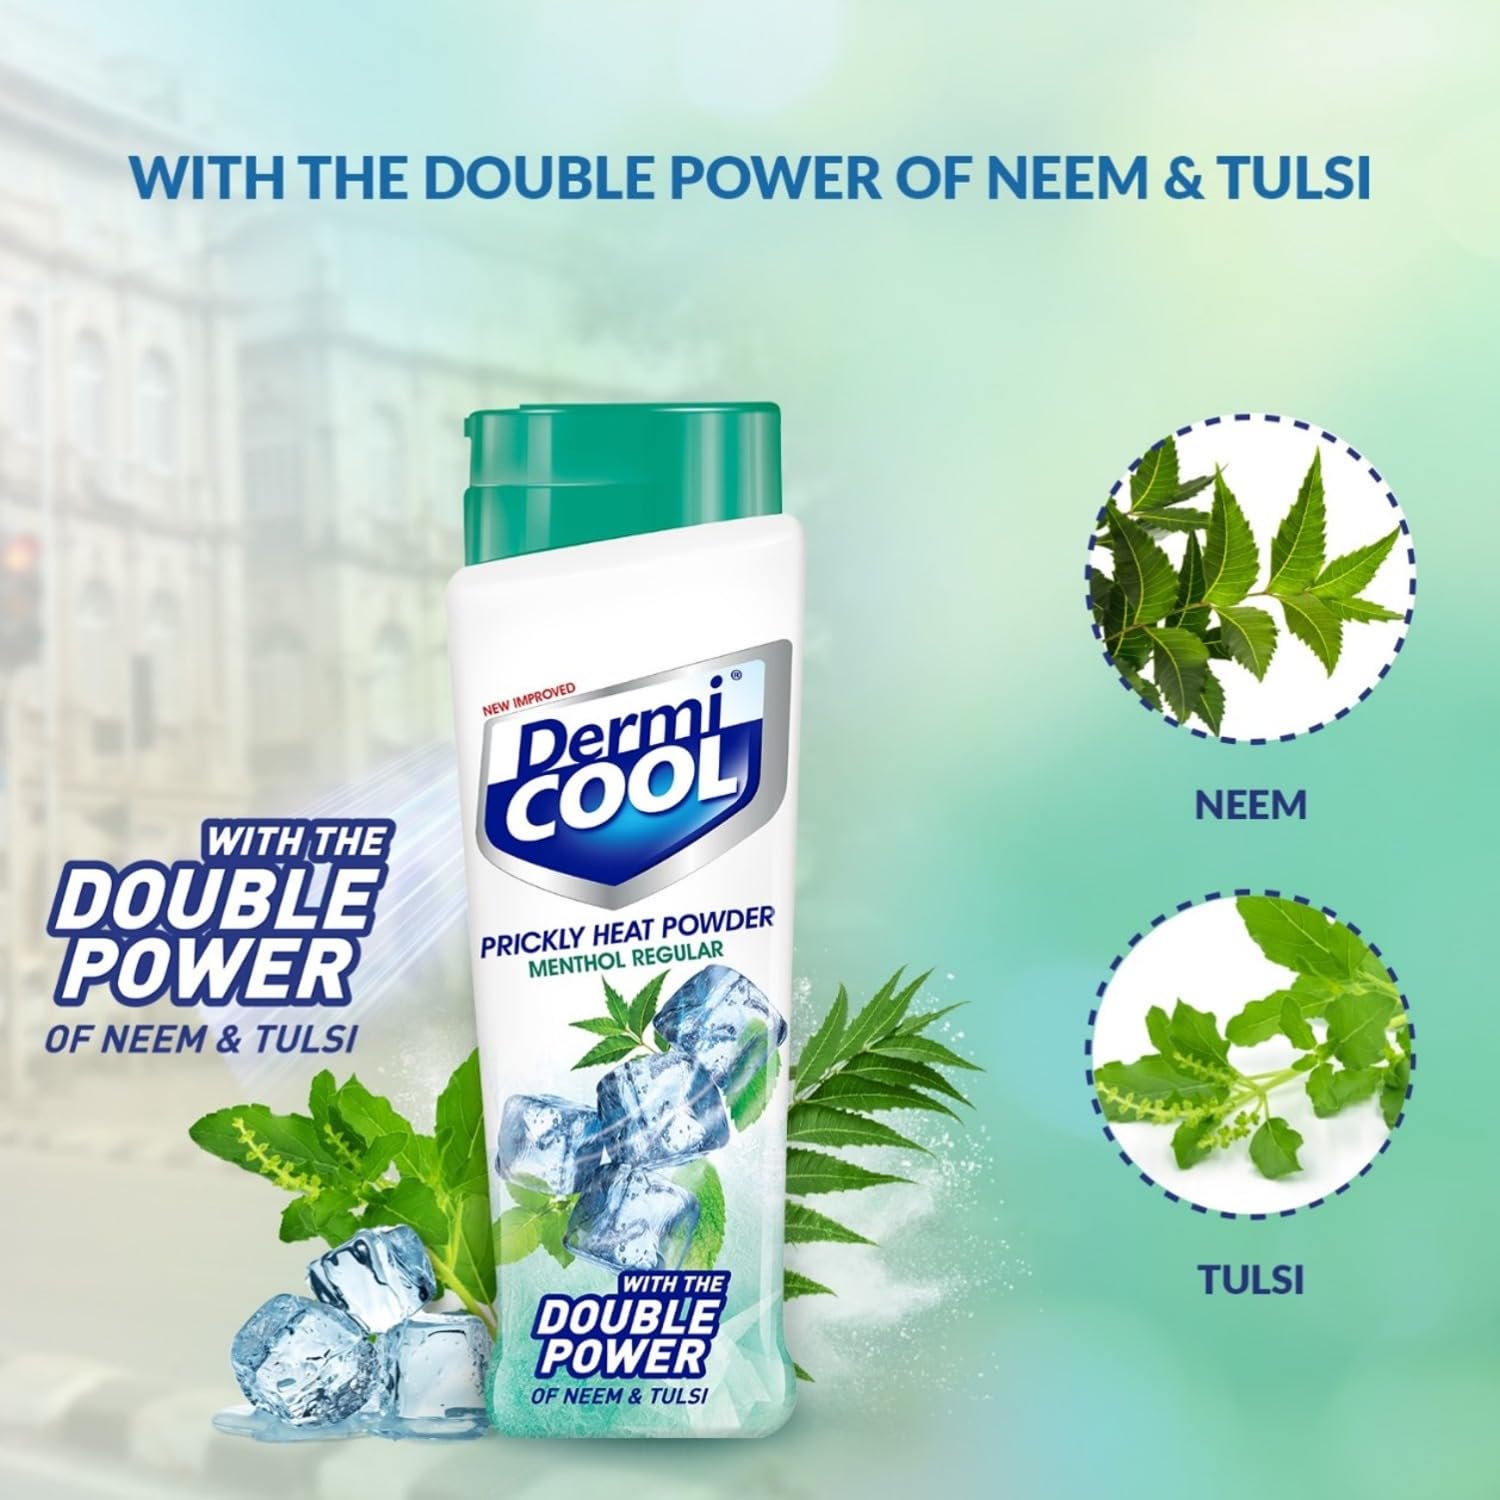 WITH THE DOUBLE POWER OF NEEM & TULSI
NEW IMPROVED
Dermi®
COOL
PRICKLY HEAT POWDER
MENTHOL REGULAR
WITH THE
DOUBLE
POWER
OF NEEM & TULSI
WITH THE
DOUBLE
POWER
OF NEEM & TULSI
NEEM
TULSI